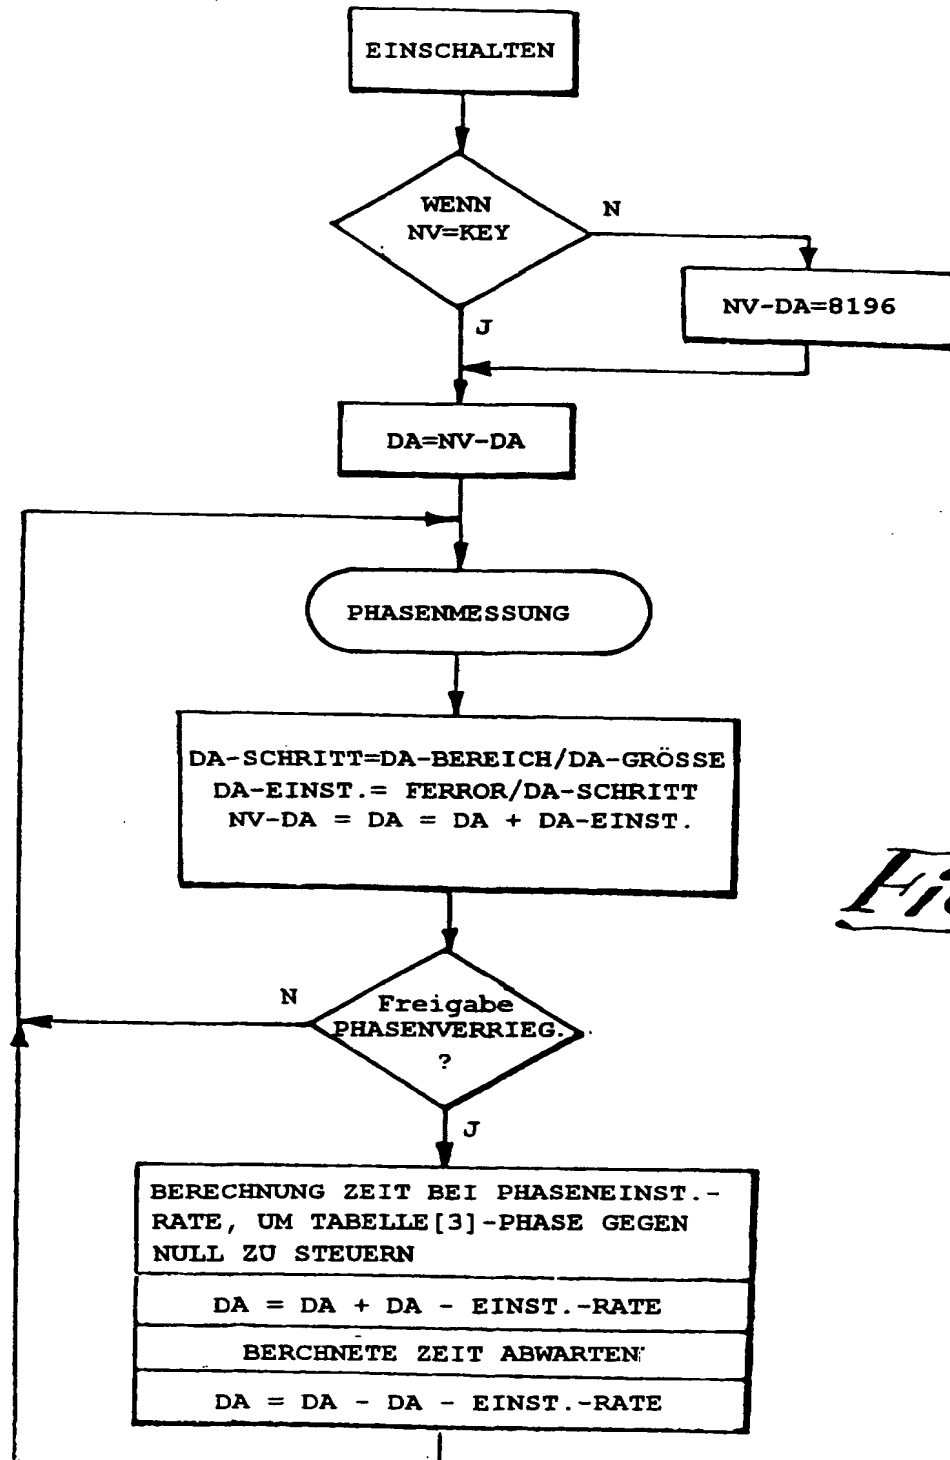 EINSCHALTEN
WENN
NV=KEY
N
NV-DA=8196
J
DA=NV-DA
PHASENMESSUNG
DA-SCHRITT=DA-BEREICH/DA-GRÖSSE
DA-EINST.= FERROR/DA-SCHRITT
NV-DA = DA = DA + DA-EINST.
N
Freigabe
PHASENVERRIEG.
?
J
BERECHNUNG ZEIT BEI PHASENEINST.-
RATE, UM TABELLE[3]-PHASE GEGEN
NULL ZU STEUERN
DA = DA + DA - EINST.-RATE
BERCHNETE ZEIT ABWARTEN
DA = DA - DA - EINST.-RATE